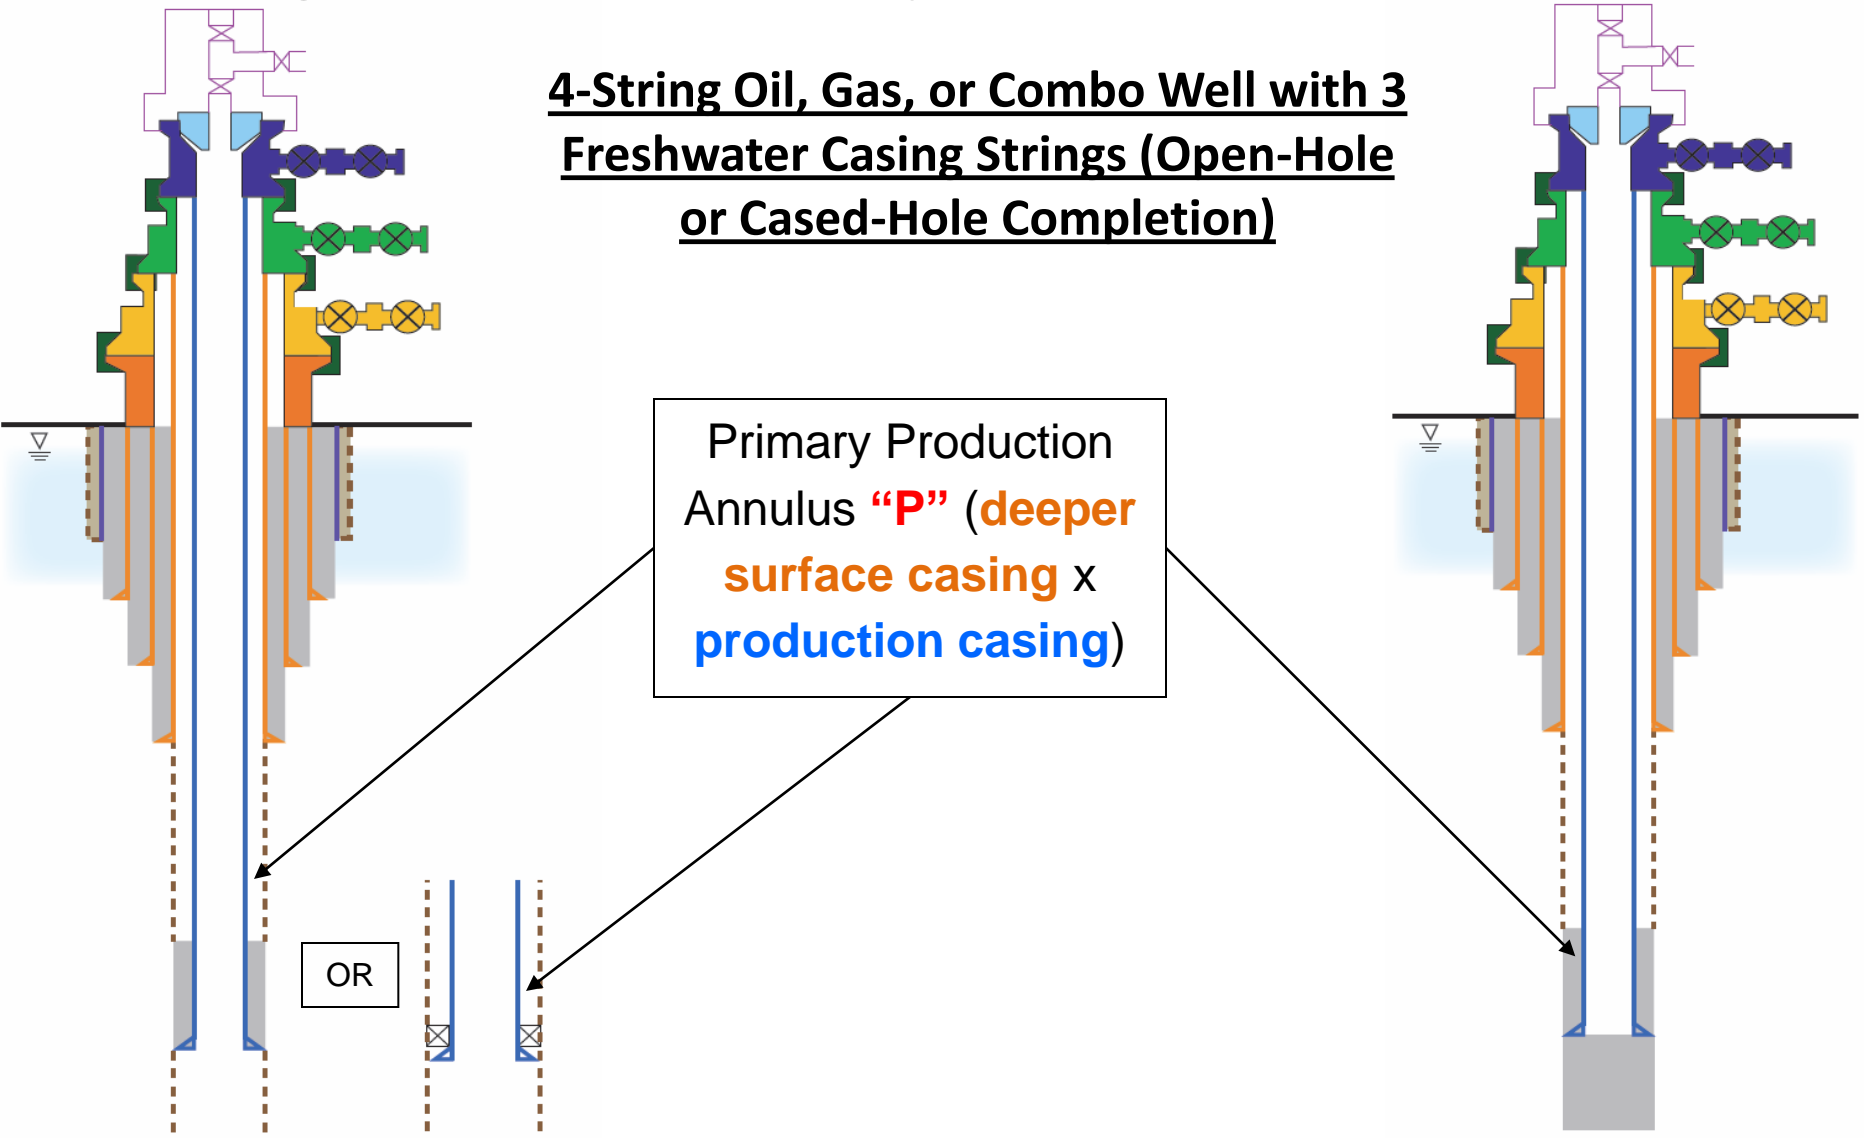 4-String Oil, Gas, or Combo Well with 3
Freshwater Casing Strings (Open-Hole
or Cased-Hole Completion)
Primary Production
Annulus “P” (deeper
surface casing x
production casing)
OR